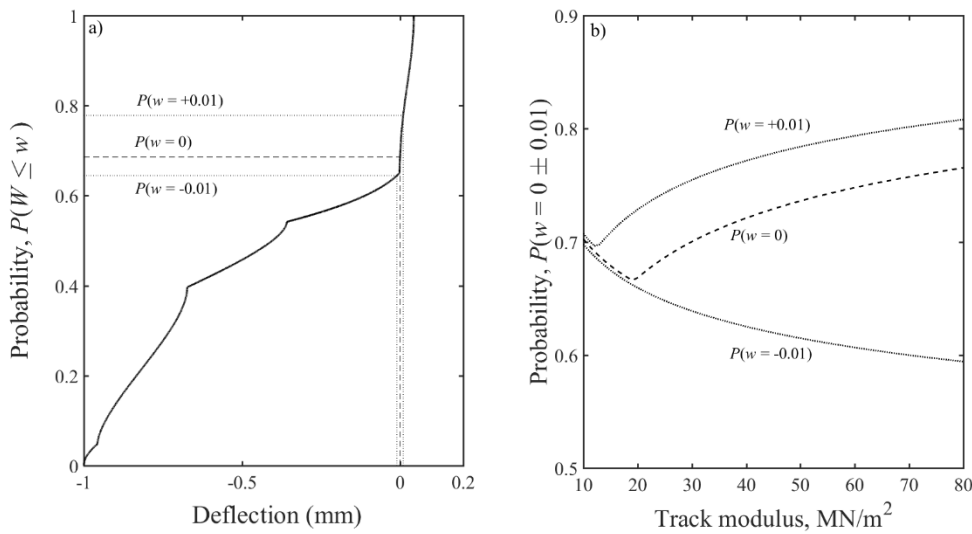 a)
Probability, P(W ≤ w)
1
0.8
0.6
0.4
0.2
0
P(w = +0.01)
P(w = 0)
P(w = -0.01)
-1
-0.5
0
0.2
Deflection (mm)
b)
Probability, P(w = 0 ± 0.01)
0.9
0.8
0.7
0.6
0.5
P(w = +0.01)
P(w = 0)
P(w = -0.01)
10
20
30
40
50
60
70
80
Track modulus, MN/m²